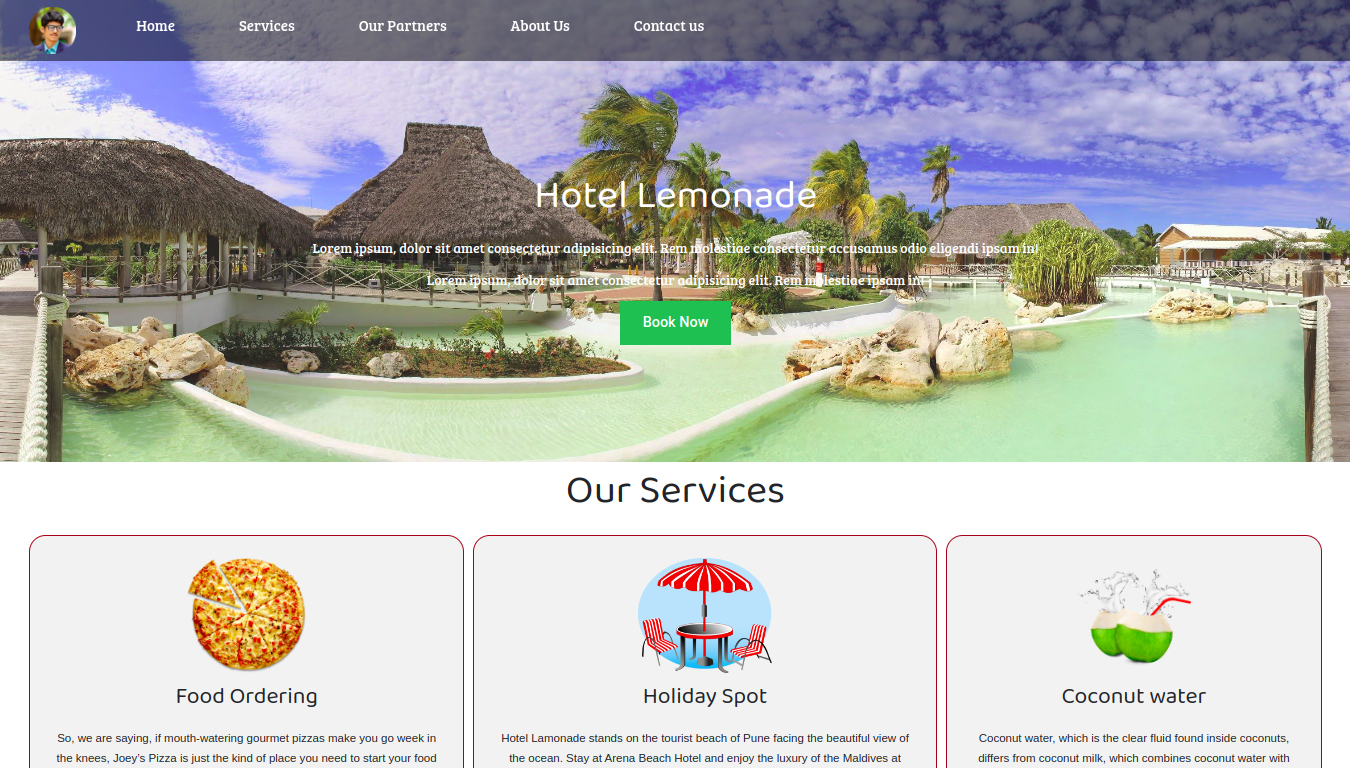 Home
Services
Our Partners
About Us
Contact us
Hotel Lemonade
Lorem ipsum, dolor sit amet consectetur adipisicing elit. Rem molestiae consectetur accusamus odio eligendi ipsam in!
Lorem ipsum, dolor sit amet consectetur adipisicing elit. Rem molestiae ipsam in!
Book Now
Our Services
Food Ordering
So, we are saying, if mouth-watering gourmet pizzas make you go week in
the knees, Joey's Pizza is just the kind of place you need to start your food
Holiday Spot
Hotel Lamonade stands on the tourist beach of Pune facing the beautiful view of
the ocean. Stay at Arena Beach Hotel and enjoy the luxury of the Maldives at
Coconut water
Coconut water, which is the clear fluid found inside coconuts,
differs from coconut milk, which combines coconut water with